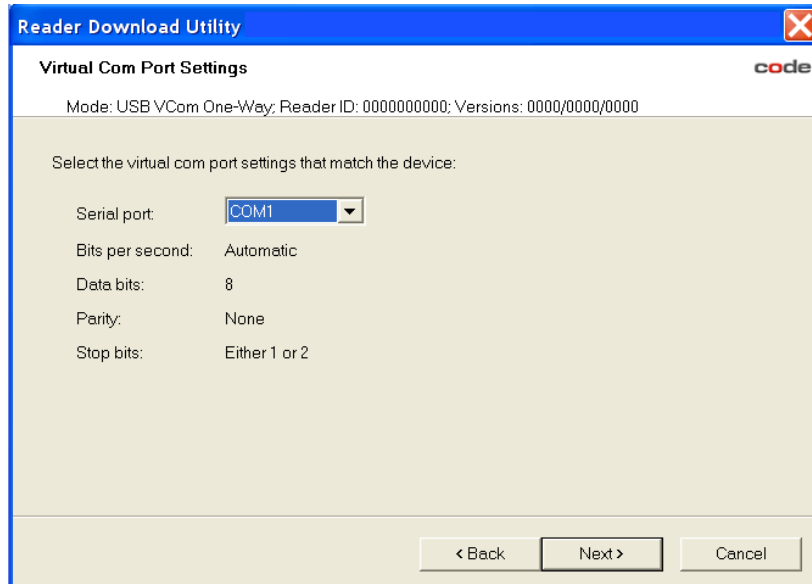 Reader Download Utility
Virtual Com Port Settings
code
Mode: USB VCom One-Way; Reader ID: 0000000000; Versions: 0000/0000/0000
Select the virtual com port settings that match the device:
Serial port: COM1
Bits per second: Automatic
Data bits: 8
Parity: None
Stop bits: Either 1 or 2
< Back Next > Cancel